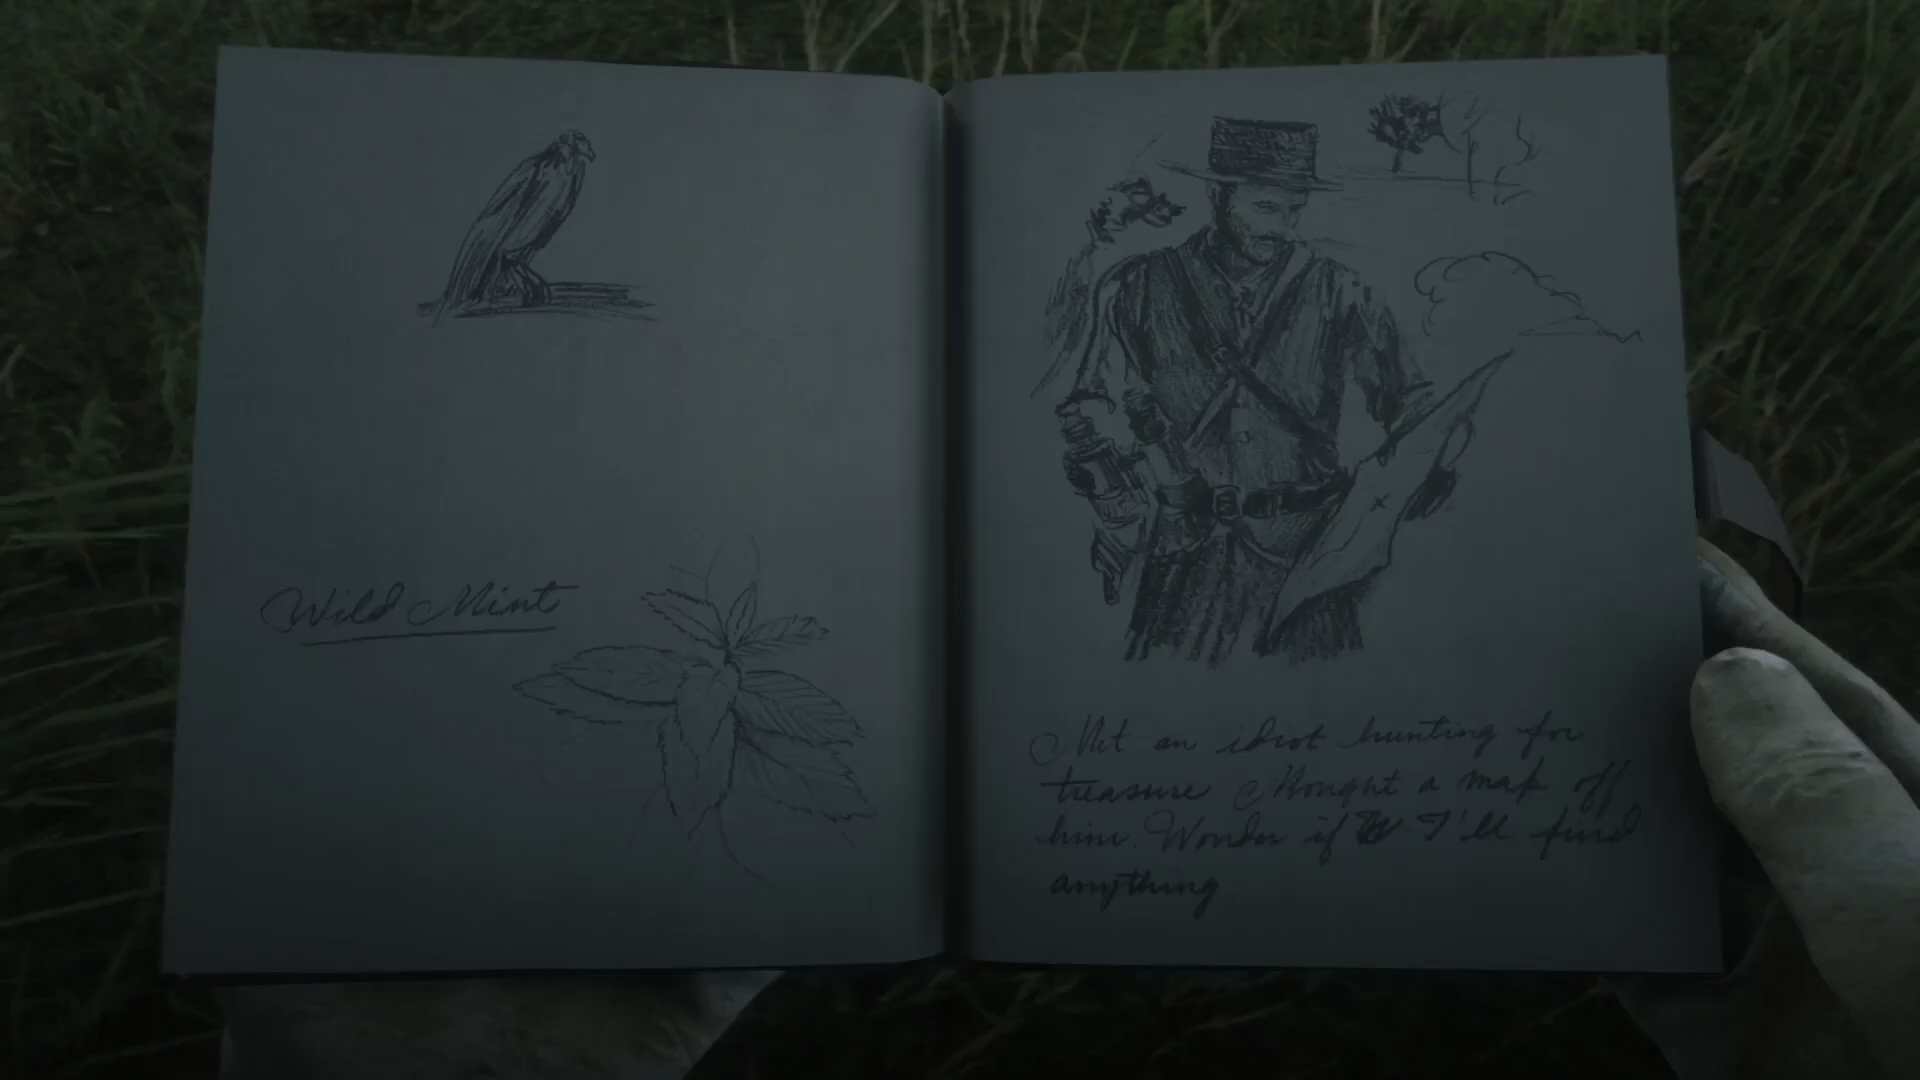 Wild Mint
Met an idiot hunting for
treasure Bought a map off
him. Wonder if I'll find
anything